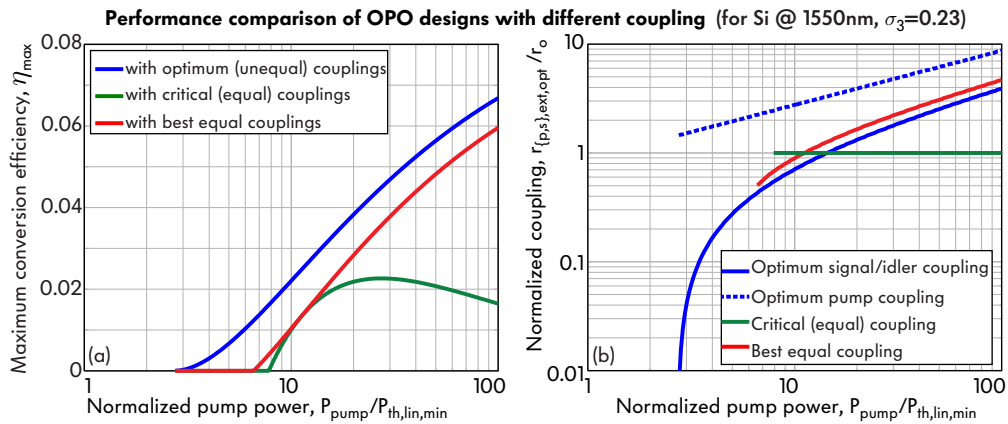 Performance comparison of OPO designs with different coupling (for Si @ 1550nm, σ3=0.23)
Maximum conversion efficiency, ηmax
0.08
0.06
0.04
0.02
0
with optimum (unequal) couplings
with critical (equal) couplings
with best equal couplings
(a)
1
10
100
Normalized pump power, Ppump/Pth,lin,min
Normalized coupling, r{p,s},ext,opt/ro
10
1
0.1
0.01
Optimum signal/idler coupling
Optimum pump coupling
Critical (equal) coupling
Best equal coupling
(b)
1
10
100
Normalized pump power, Ppump/Pth,lin,min